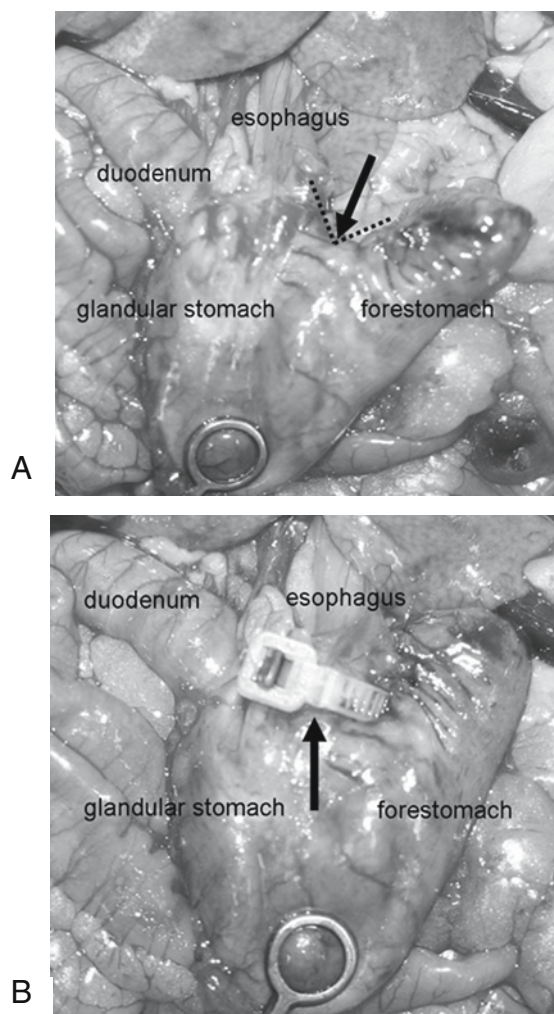 esophagus
duodenum
glandular stomach forestomach
A
duodenum esophagus
glandular stomach forestomach
B